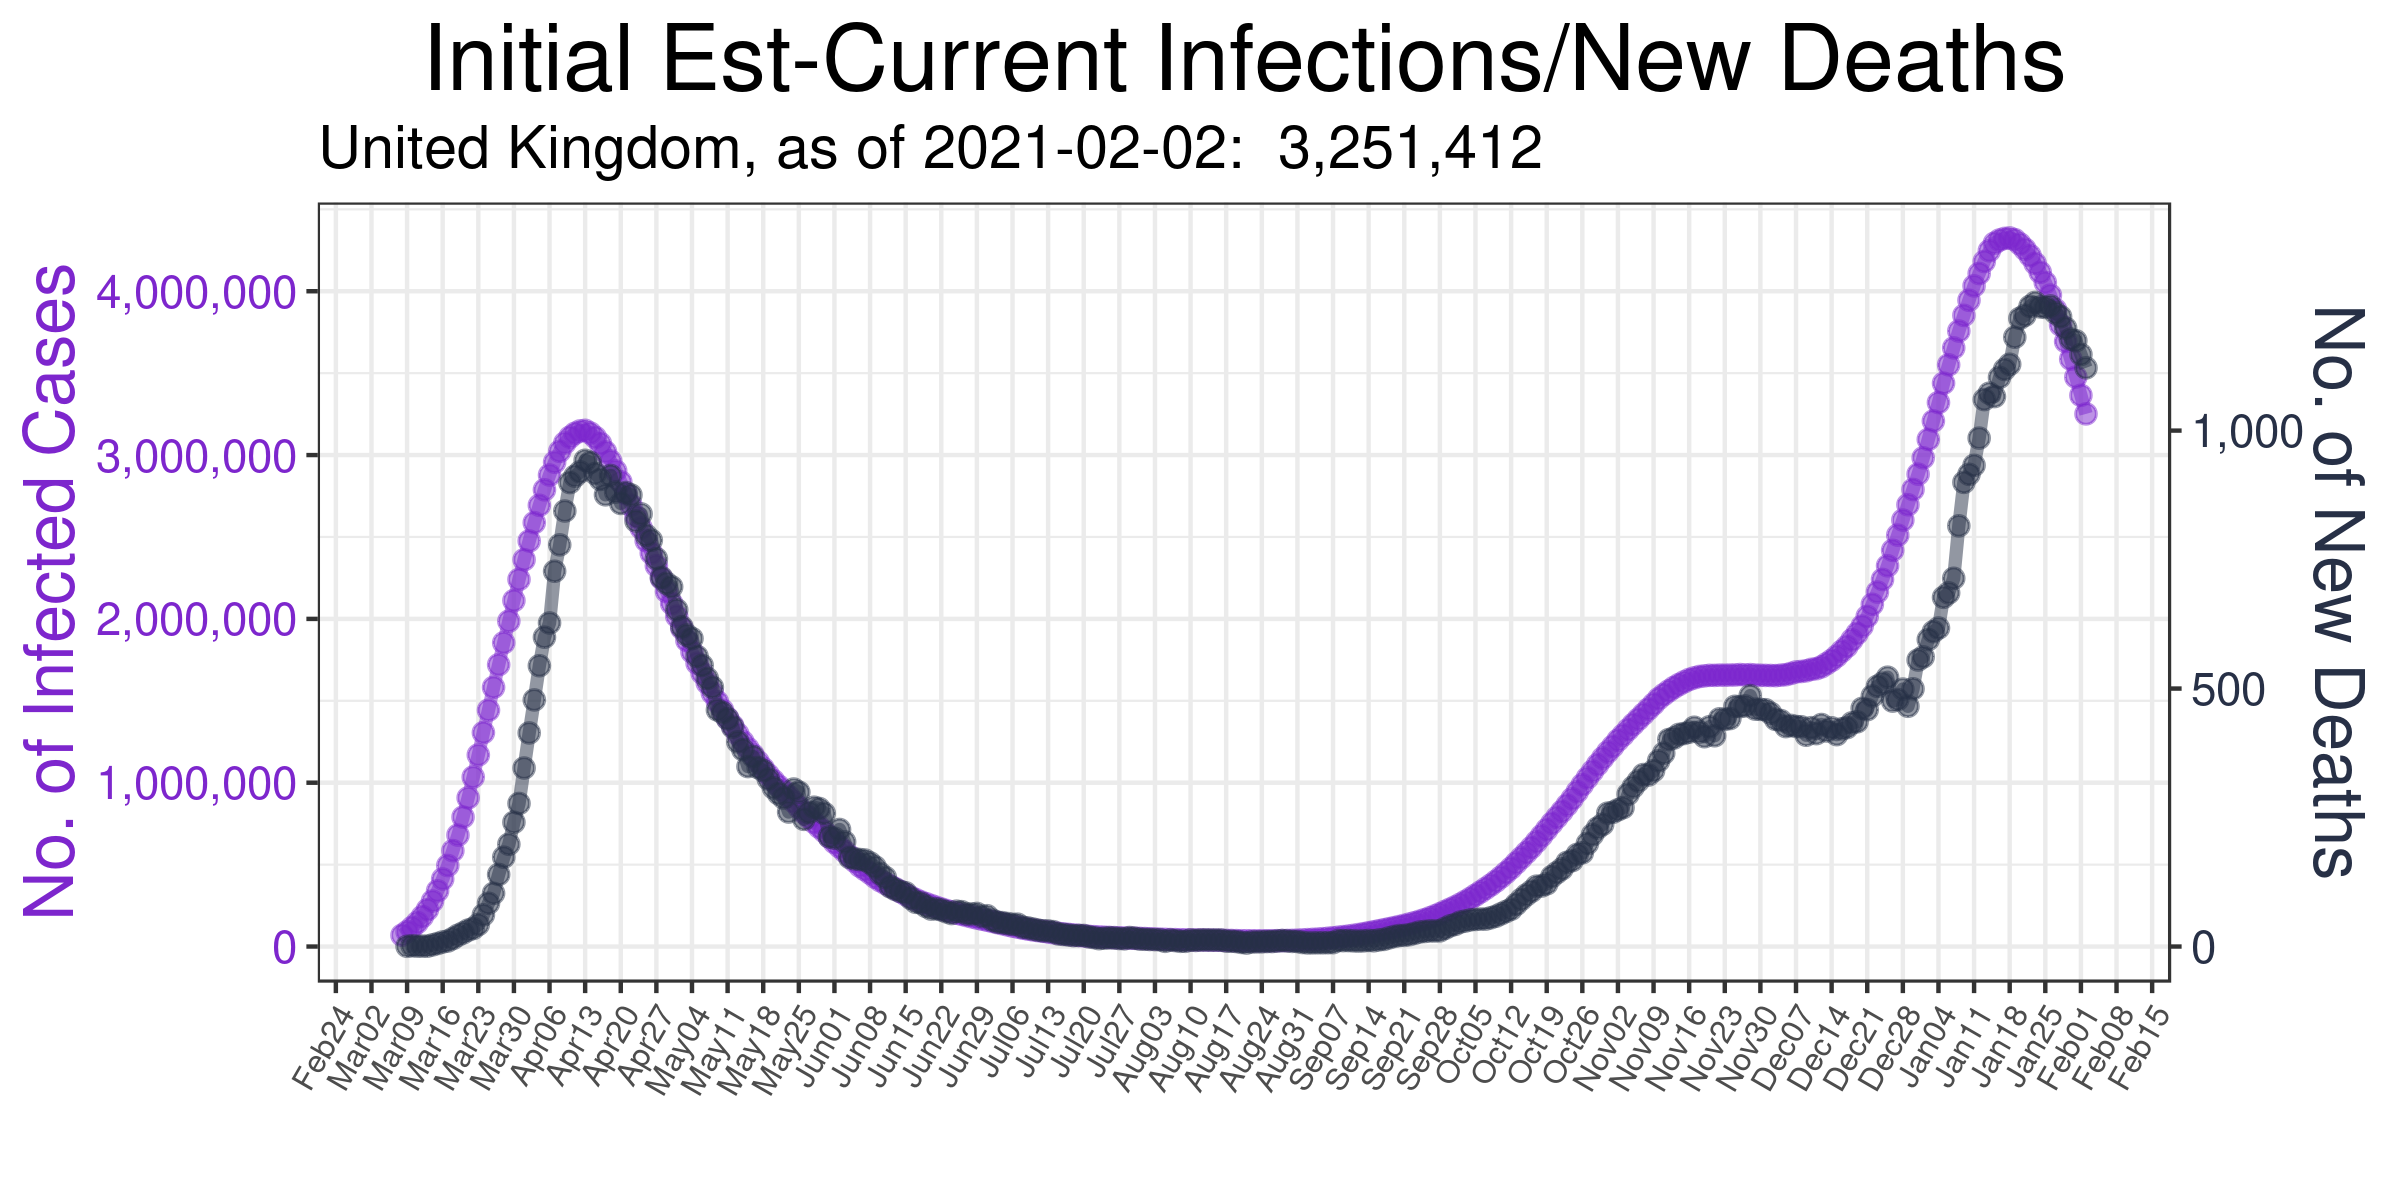 Initial Est-Current Infections/New Deaths
United Kingdom, as of 2021-02-02: 3,251,412
No. of Infected Cases
4,000,000
3,000,000
2,000,000
1,000,000
0
1,000
500
0
No. of New Deaths
Feb24
Mar02
Mar09
Mar16
Mar23
Mar30
Apr06
Apr13
Apr20
Apr27
May04
May11
May18
May25
Jun01
Jun08
Jun15
Jun22
Jun29
Jul06
Jul13
Jul20
Jul27
Aug03
Aug10
Aug17
Aug24
Aug31
Sep07
Sep14
Sep21
Sep28
Oct05
Oct12
Oct19
Oct26
Nov02
Nov09
Nov16
Nov23
Nov30
Dec07
Dec14
Dec21
Dec28
Jan04
Jan11
Jan18
Jan25
Feb01
Feb08
Feb15